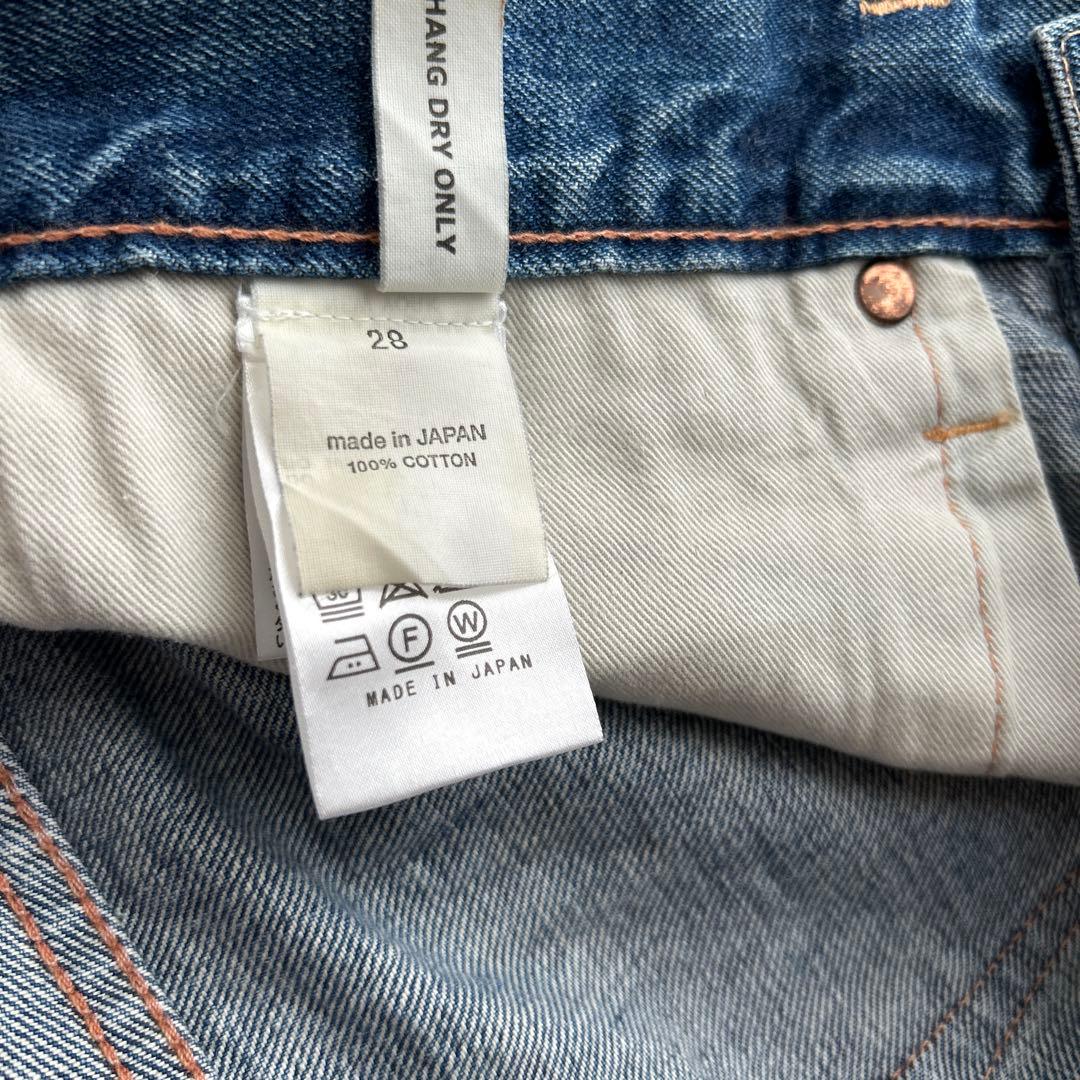 HANG DRY ONLY
28
made in JAPAN
100% COTTON
F W
MADE IN JAPAN